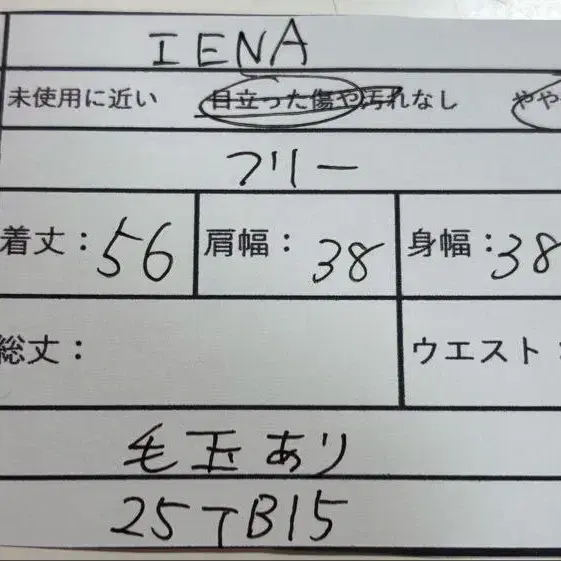 IENA
未使用に近い 目立った傷や汚れなし やや
フリー
着丈：56 肩幅：38 身幅：38
総丈： ウエスト：
毛玉あり
25TB15